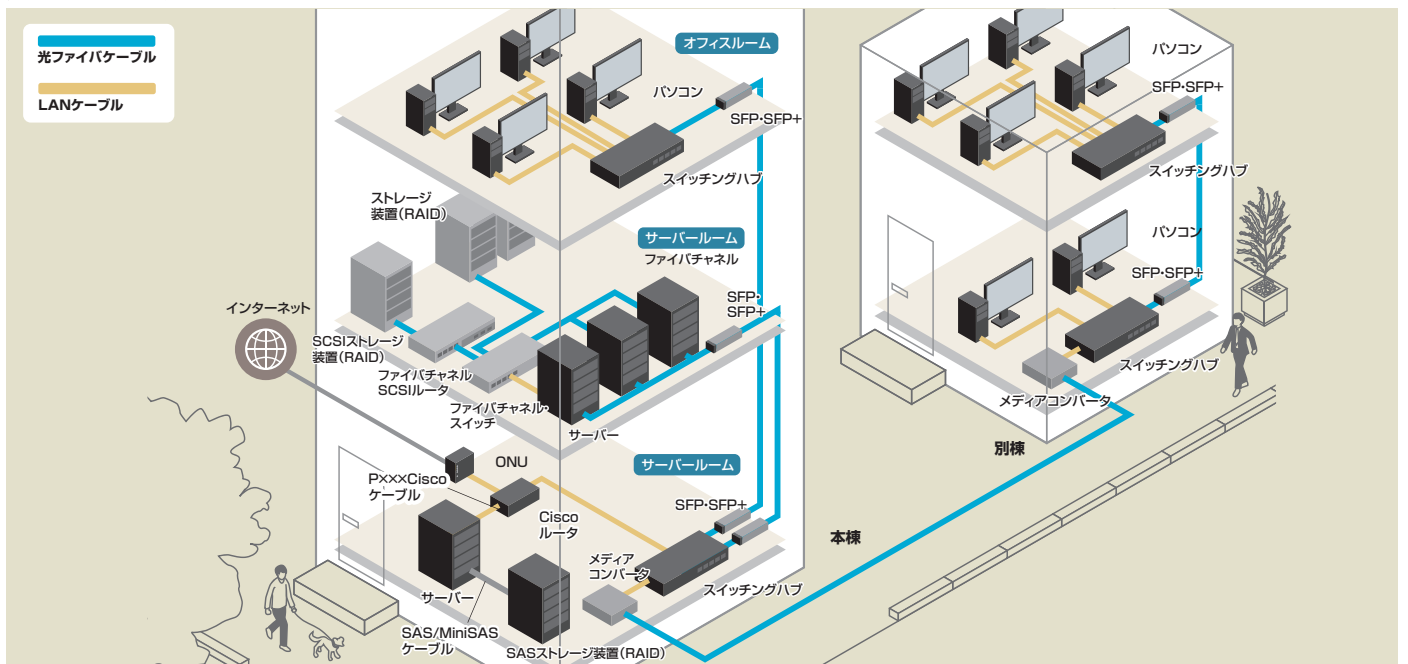 光ファイバケーブル
LANケーブル
オフィスルーム
パソコン
SFP・SFP+
スイッチングハブ
ストレージ
装置(RAID)
サーバールーム
ファイバチャネル
SFP・
SFP+
インターネット
SCSIストレージ
装置(RAID)
ファイバチャネル
SCSIルータ
ファイバチャネル・
スイッチ
サーバー
サーバールーム
ONU
P×××Cisco
ケーブル
Cisco
ルータ
SFP・SFP+
メディア
コンバータ
スイッチングハブ
サーバー
SAS/MiniSAS
ケーブル
SASストレージ装置(RAID)
本棟
パソコン
SFP・SFP+
スイッチングハブ
パソコン
SFP・SFP+
スイッチングハブ
メディアコンバータ
別棟